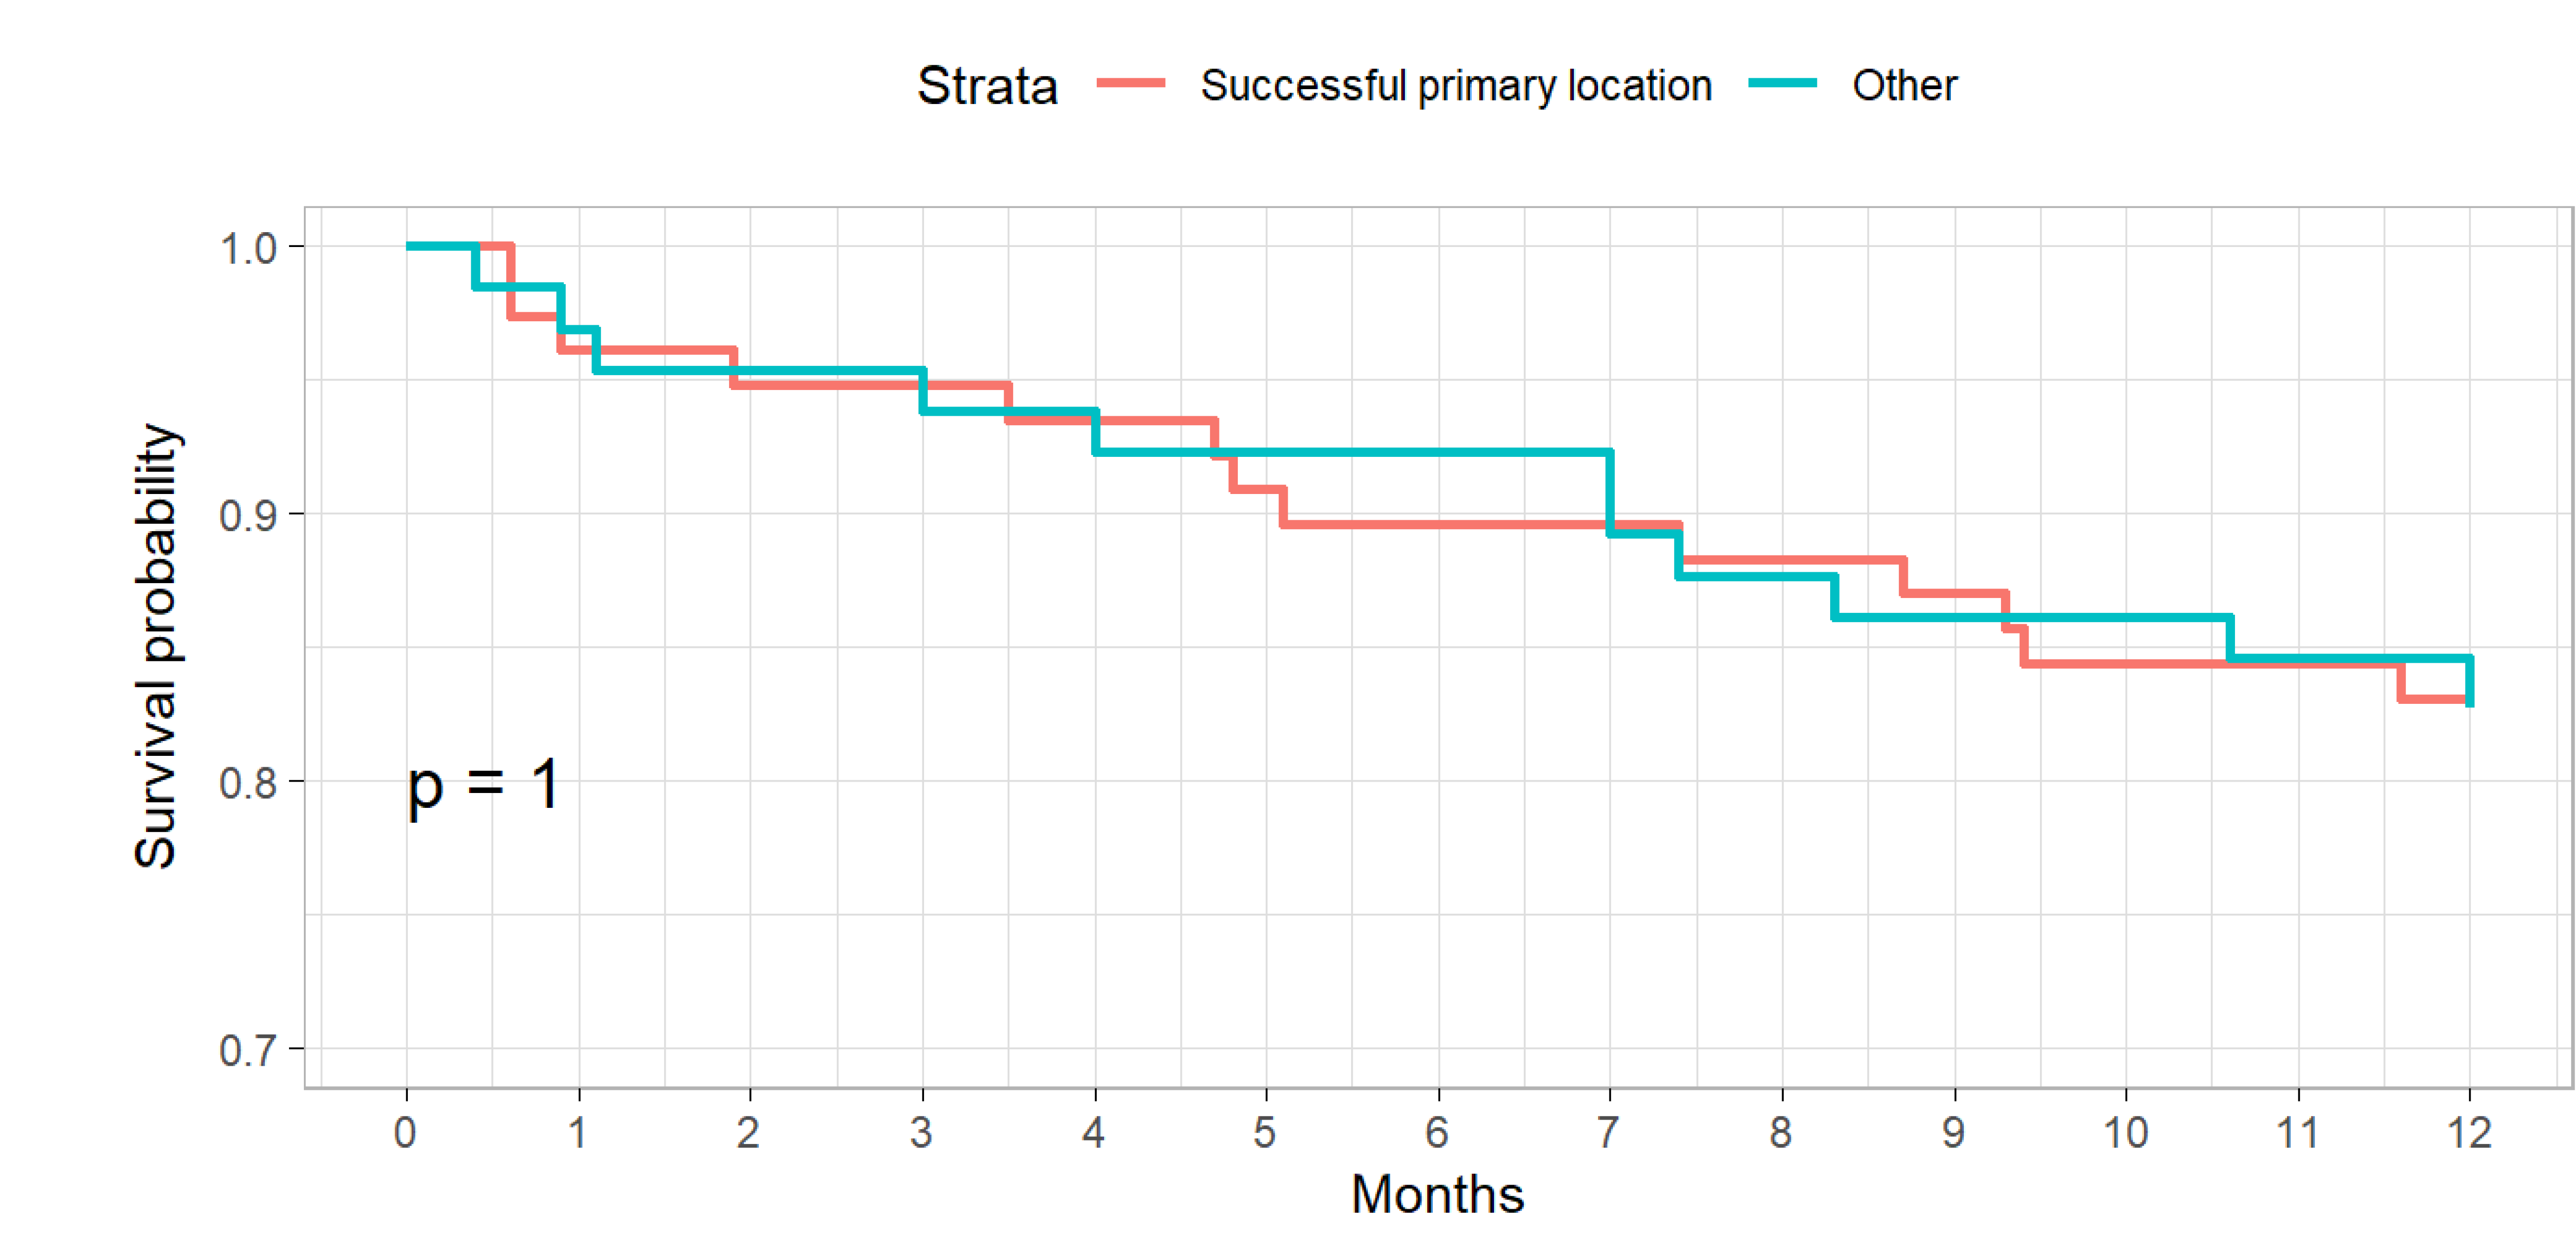 Strata Successful primary location Other
1.0
0.9
0.8
0.7
Survival probability
p = 1
0 1 2 3 4 5 6 7 8 9 10 11 12
Months